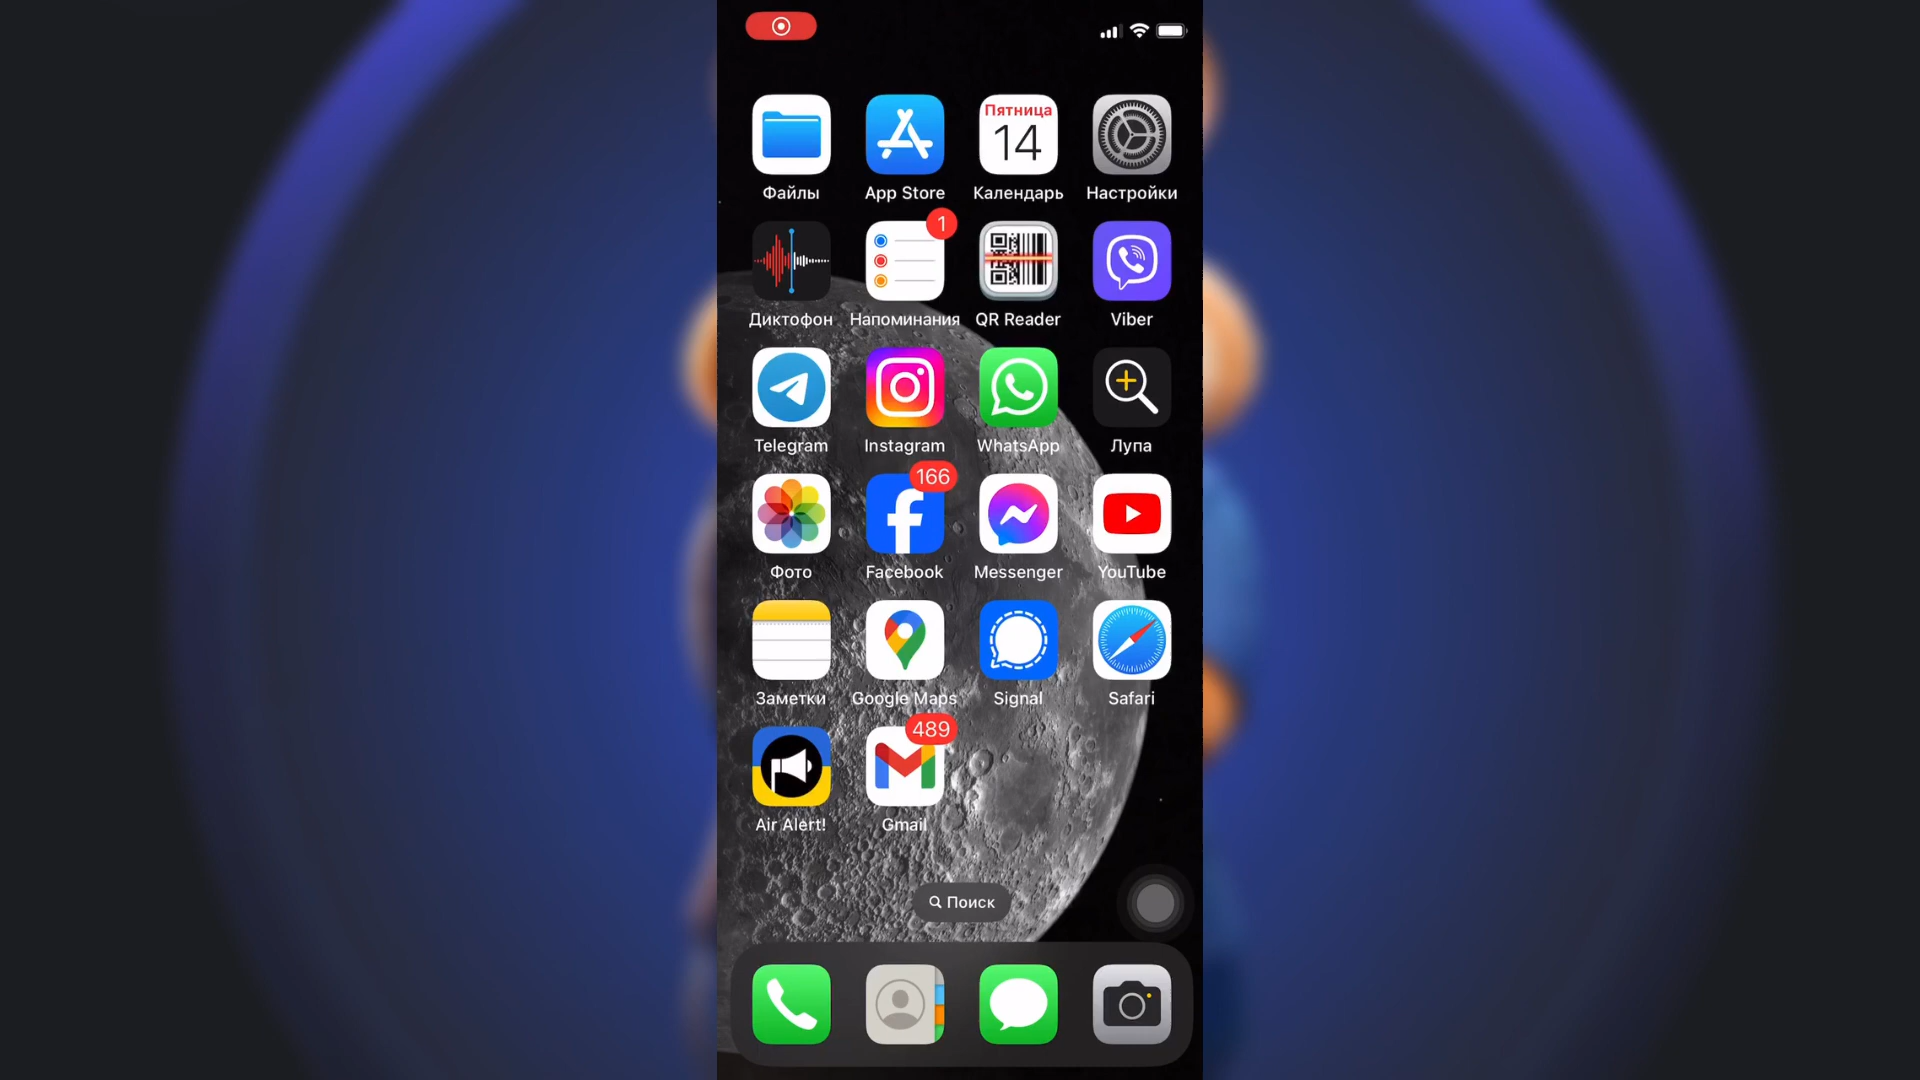 Пятница
14
Файлы App Store Календарь Настройки
1
Диктофон Напоминания QR Reader Viber
Telegram Instagram WhatsApp Лупа
166
Фото Facebook Messenger YouTube
Заметки Google Maps Signal Safari
489
Air Alert! Gmail
Поиск